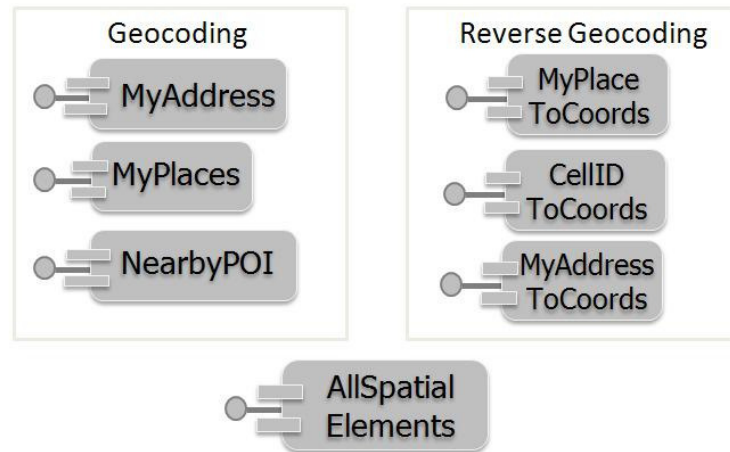 Geocoding
MyAddress
MyPlaces
NearbyPOI
Reverse Geocoding
MyPlace
ToCoords
CellID
ToCoords
MyAddress
ToCoords
AllSpatial
Elements